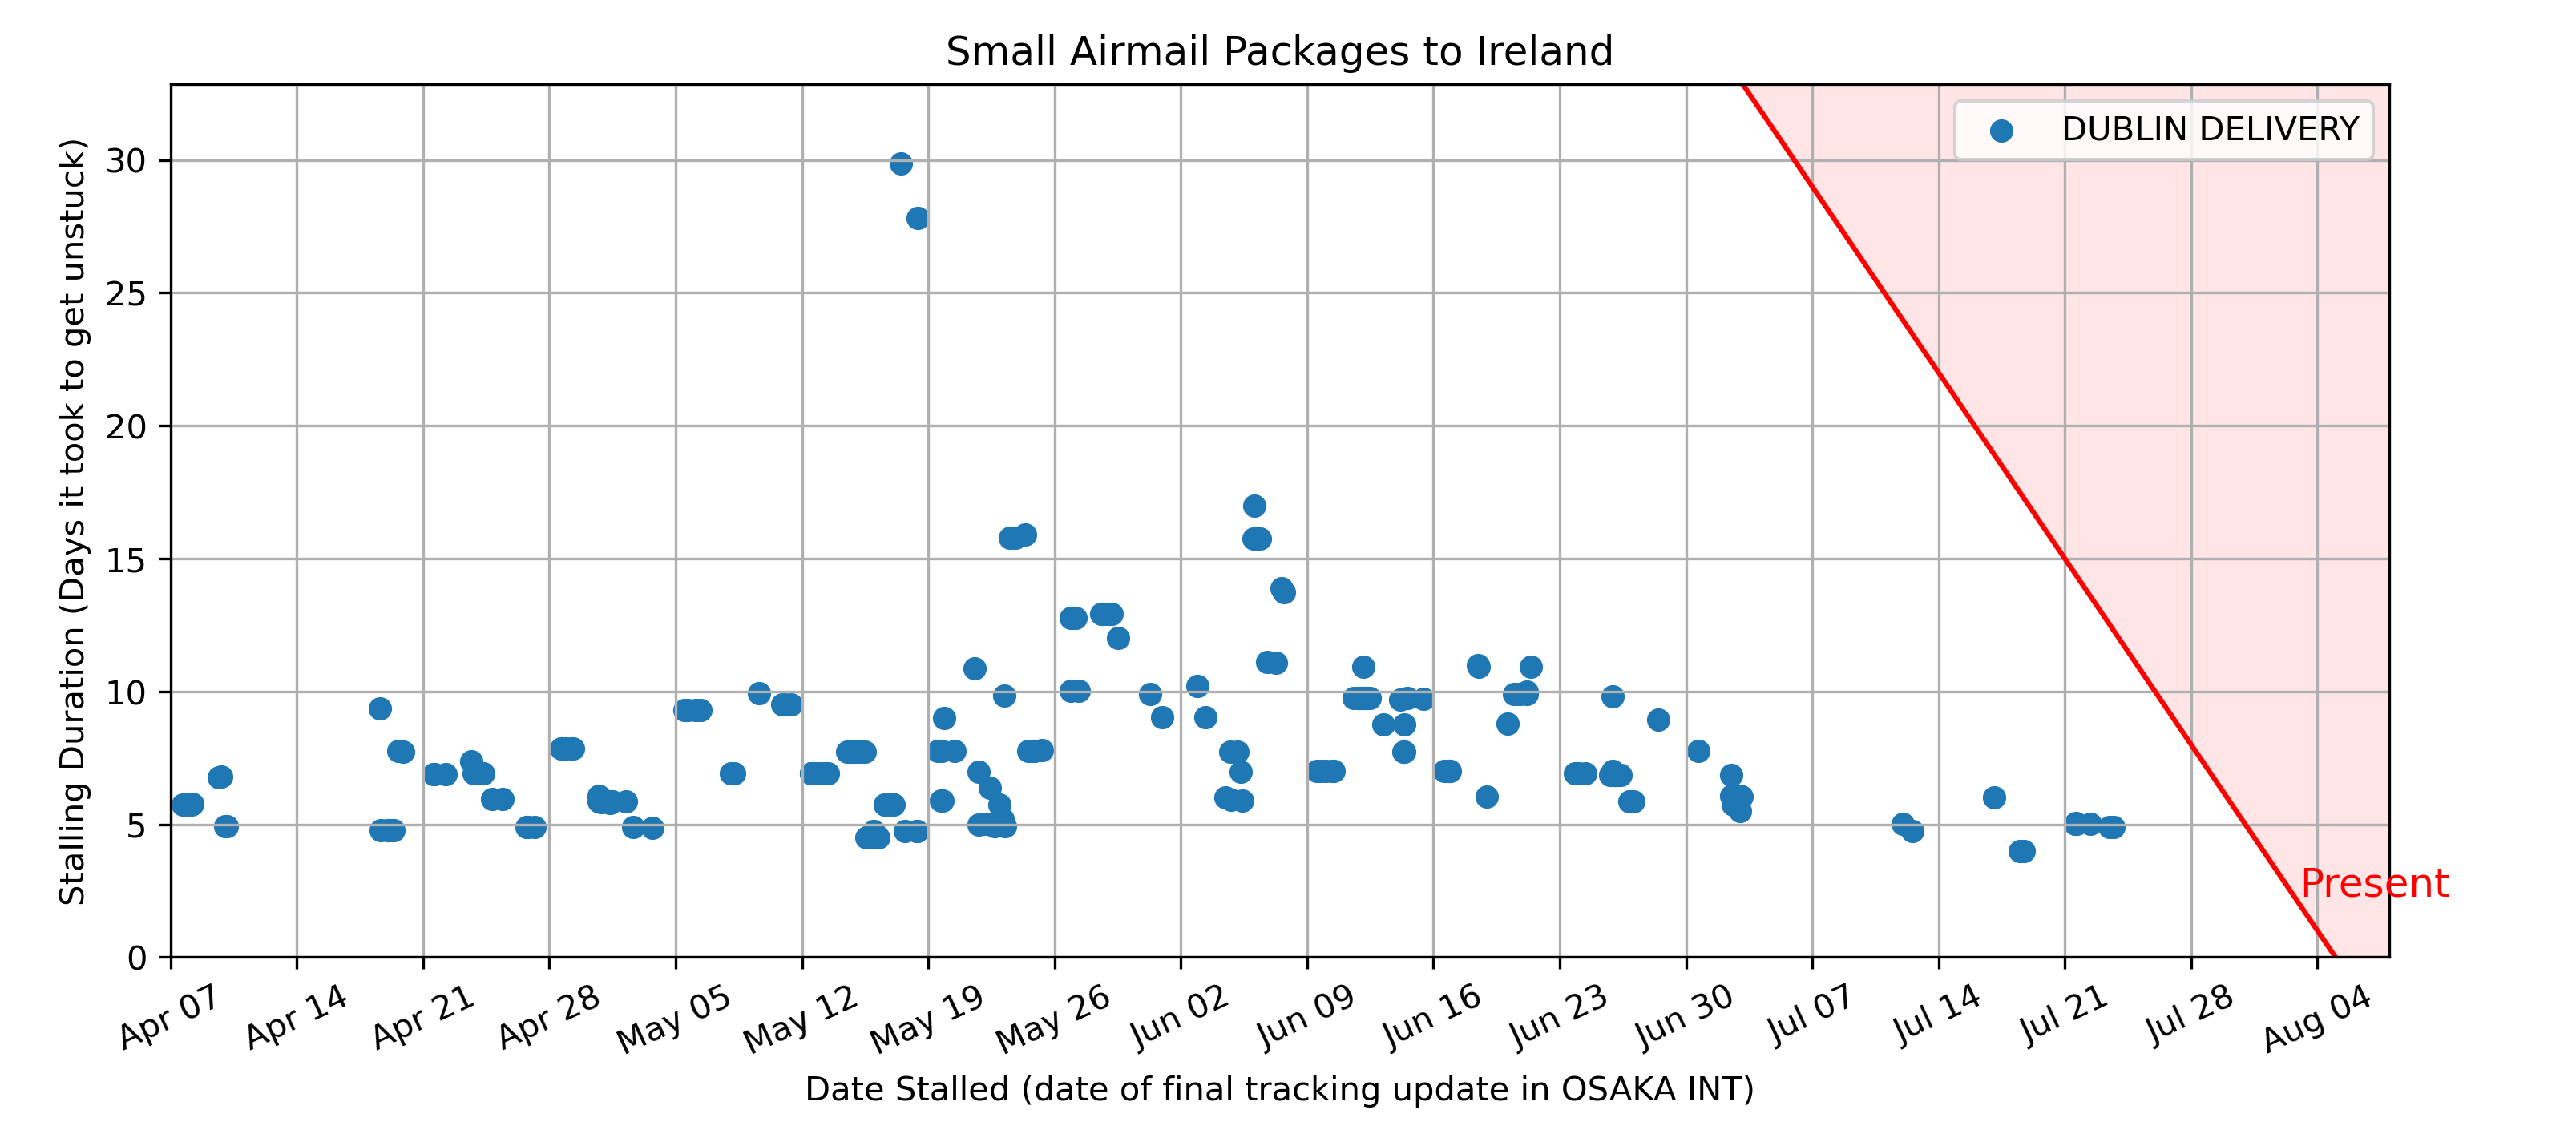 Small Airmail Packages to Ireland
DUBLIN DELIVERY
Stalling Duration (Days it took to get unstuck)
30
25
20
15
10
5
0
Present
Apr 07 Apr 14 Apr 21 Apr 28 May 05 May 12 May 19 May 26 Jun 02 Jun 09 Jun 16 Jun 23 Jun 30 Jul 07 Jul 14 Jul 21 Jul 28 Aug 04
Date Stalled (date of final tracking update in OSAKA INT)